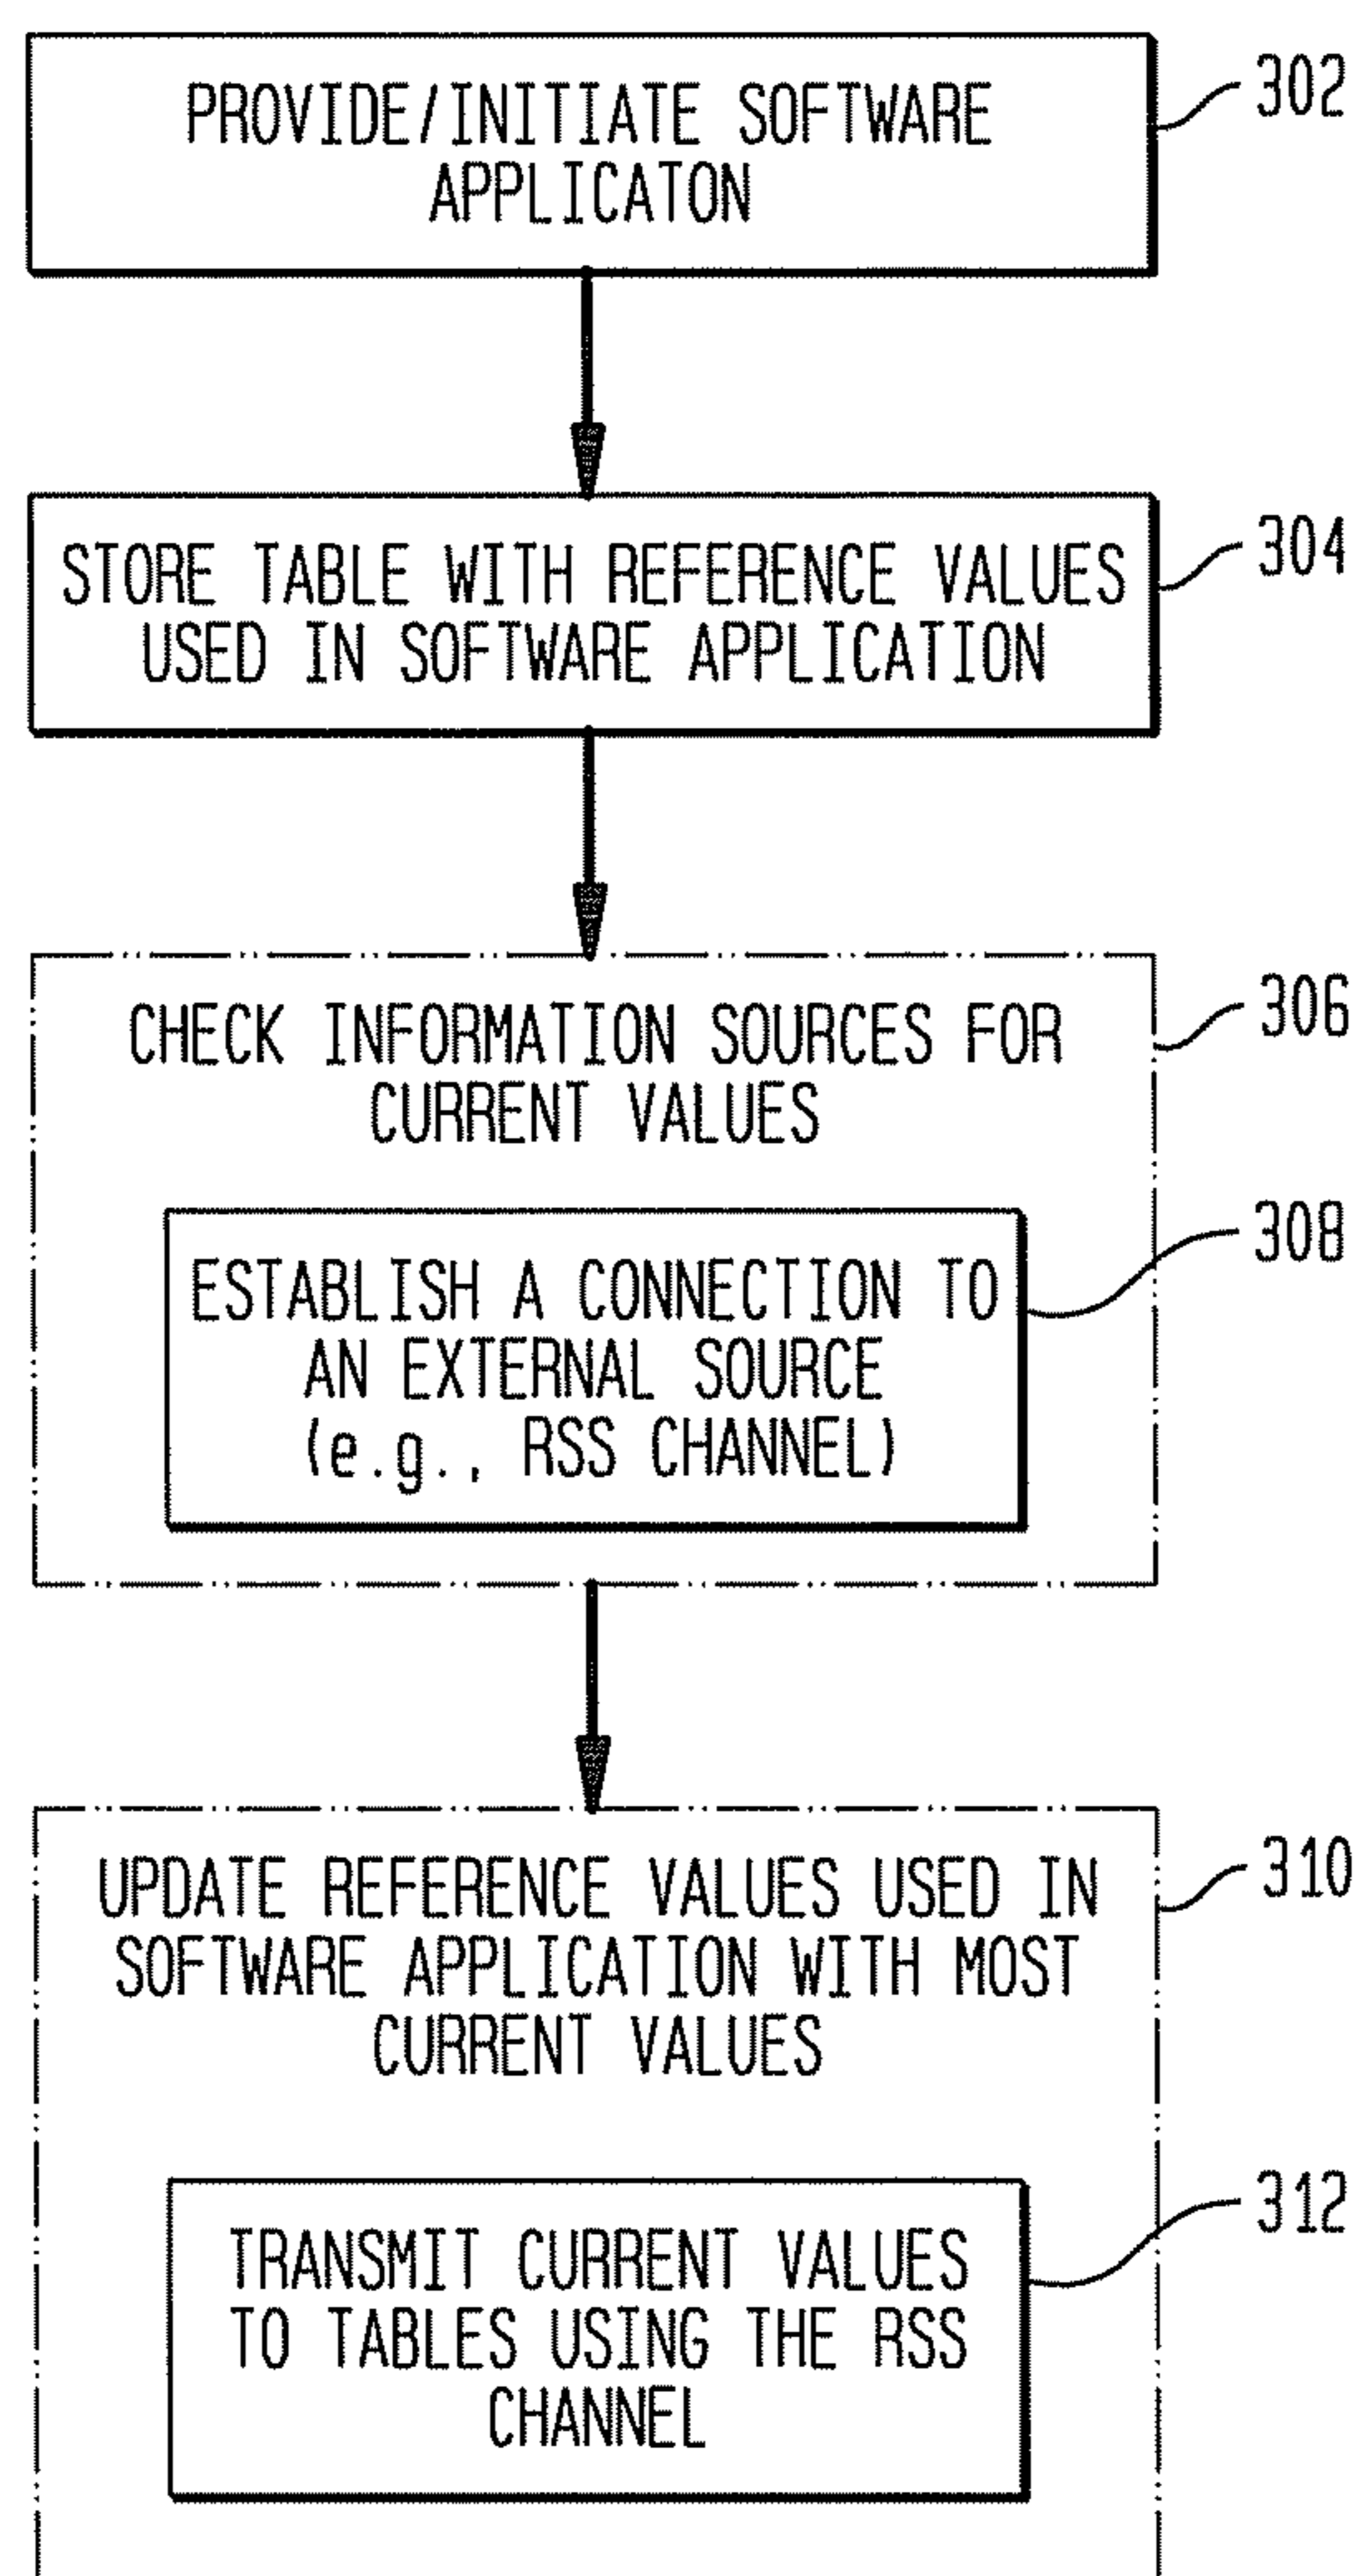 PROVIDE/INITIATE SOFTWARE
APPLICATON
302
STORE TABLE WITH REFERENCE VALUES
USED IN SOFTWARE APPLICATION
304
CHECK INFORMATION SOURCES FOR
CURRENT VALUES
306
ESTABLISH A CONNECTION TO
AN EXTERNAL SOURCE
(e.g., RSS CHANNEL)
308
UPDATE REFERENCE VALUES USED IN
SOFTWARE APPLICATION WITH MOST
CURRENT VALUES
310
TRANSMIT CURRENT VALUES
TO TABLES USING THE RSS
CHANNEL
312